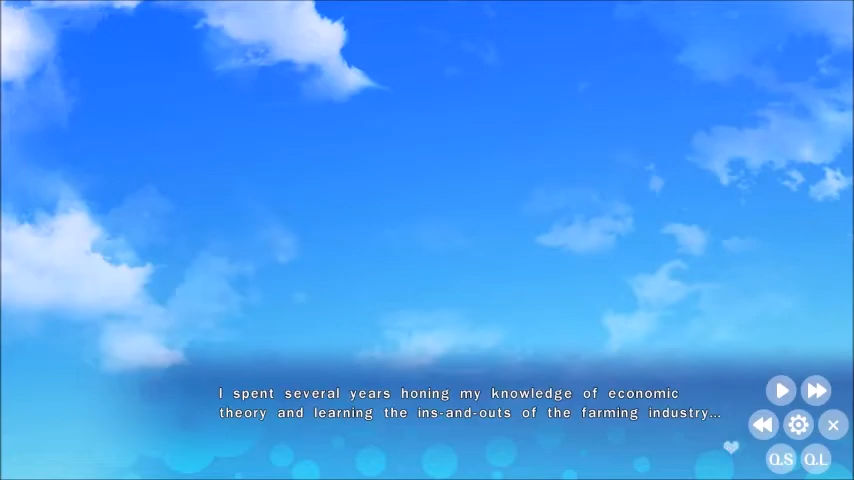 I spent several years honing my knowledge of economic
theory and learning the ins-and-outs of the farming industry...
Q.S Q.L